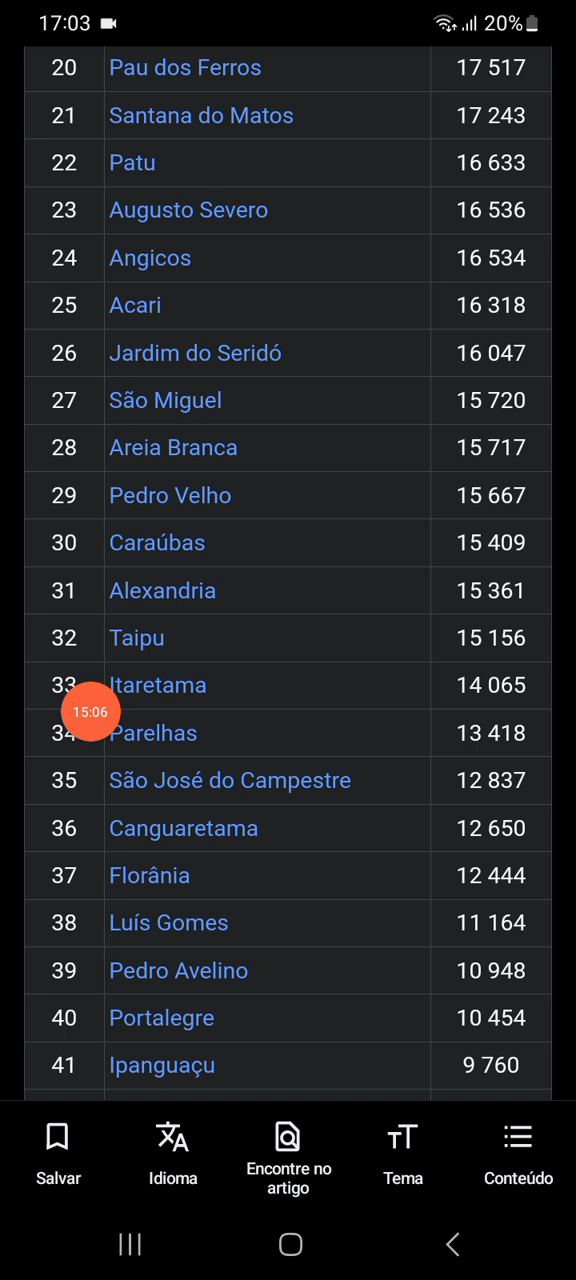 17:03 20%
20 Pau dos Ferros 17 517
21 Santana do Matos 17 243
22 Patu 16 633
23 Augusto Severo 16 536
24 Angicos 16 534
25 Acari 16 318
26 Jardim do Seridó 16 047
27 São Miguel 15 720
28 Areia Branca 15 717
29 Pedro Velho 15 667
30 Caraúbas 15 409
31 Alexandria 15 361
32 Taipu 15 156
33 Itaretama 14 065
15:06
34 Parelhas 13 418
35 São José do Campestre 12 837
36 Canguaretama 12 650
37 Florânia 12 444
38 Luís Gomes 11 164
39 Pedro Avelino 10 948
40 Portalegre 10 454
41 Ipanguaçu 9 760
Salvar
Idioma
Encontre no
artigo
Tema
Conteúdo